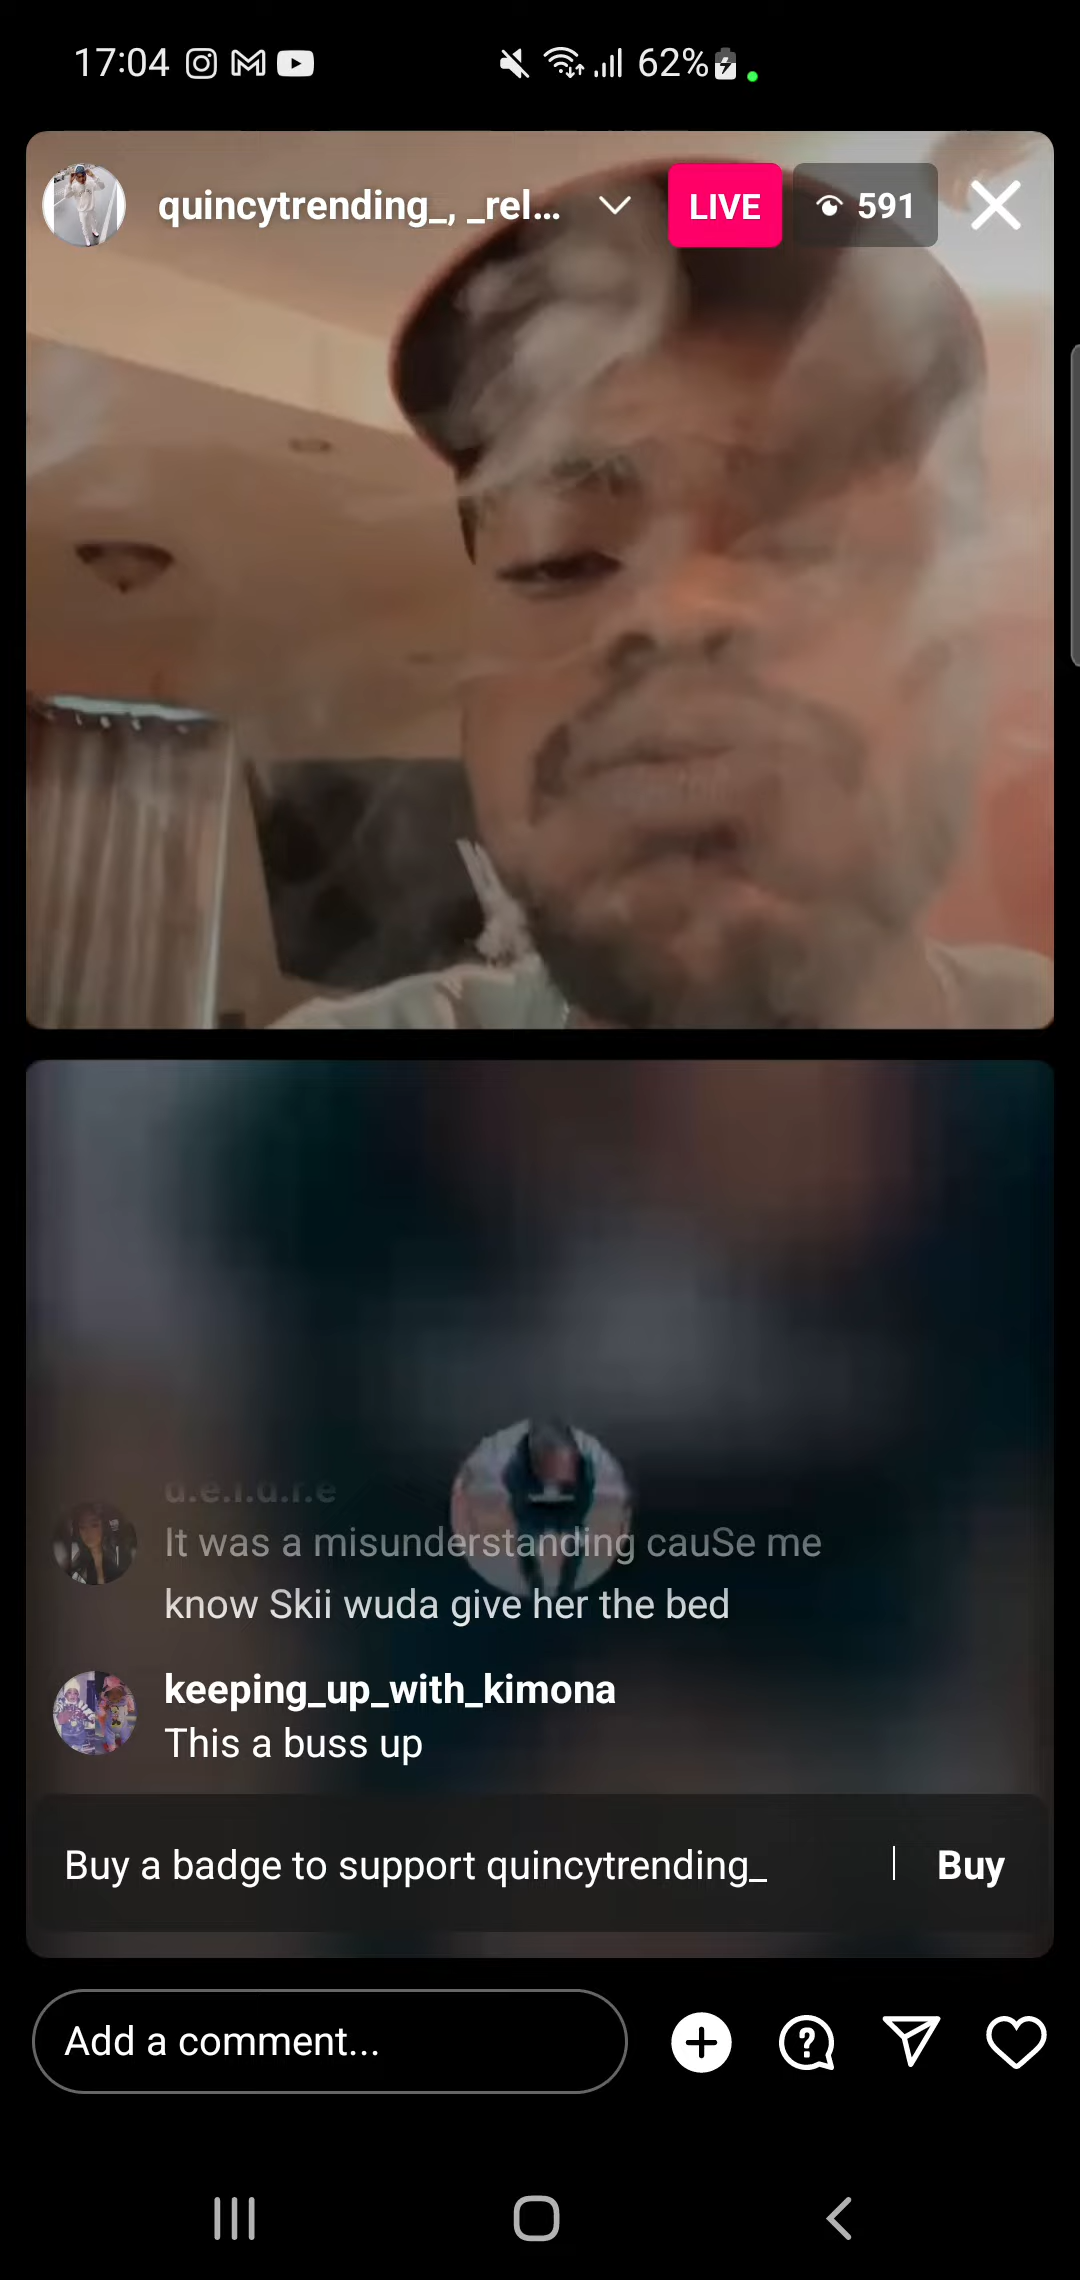 17:04 62%
quincytrending_, _rel... LIVE 591
d.e.i.d.r.e
It was a misunderstanding cauSe me
know Skii wuda give her the bed
keeping_up_with_kimona
This a buss up
Buy a badge to support quincytrending_ | Buy
Add a comment...